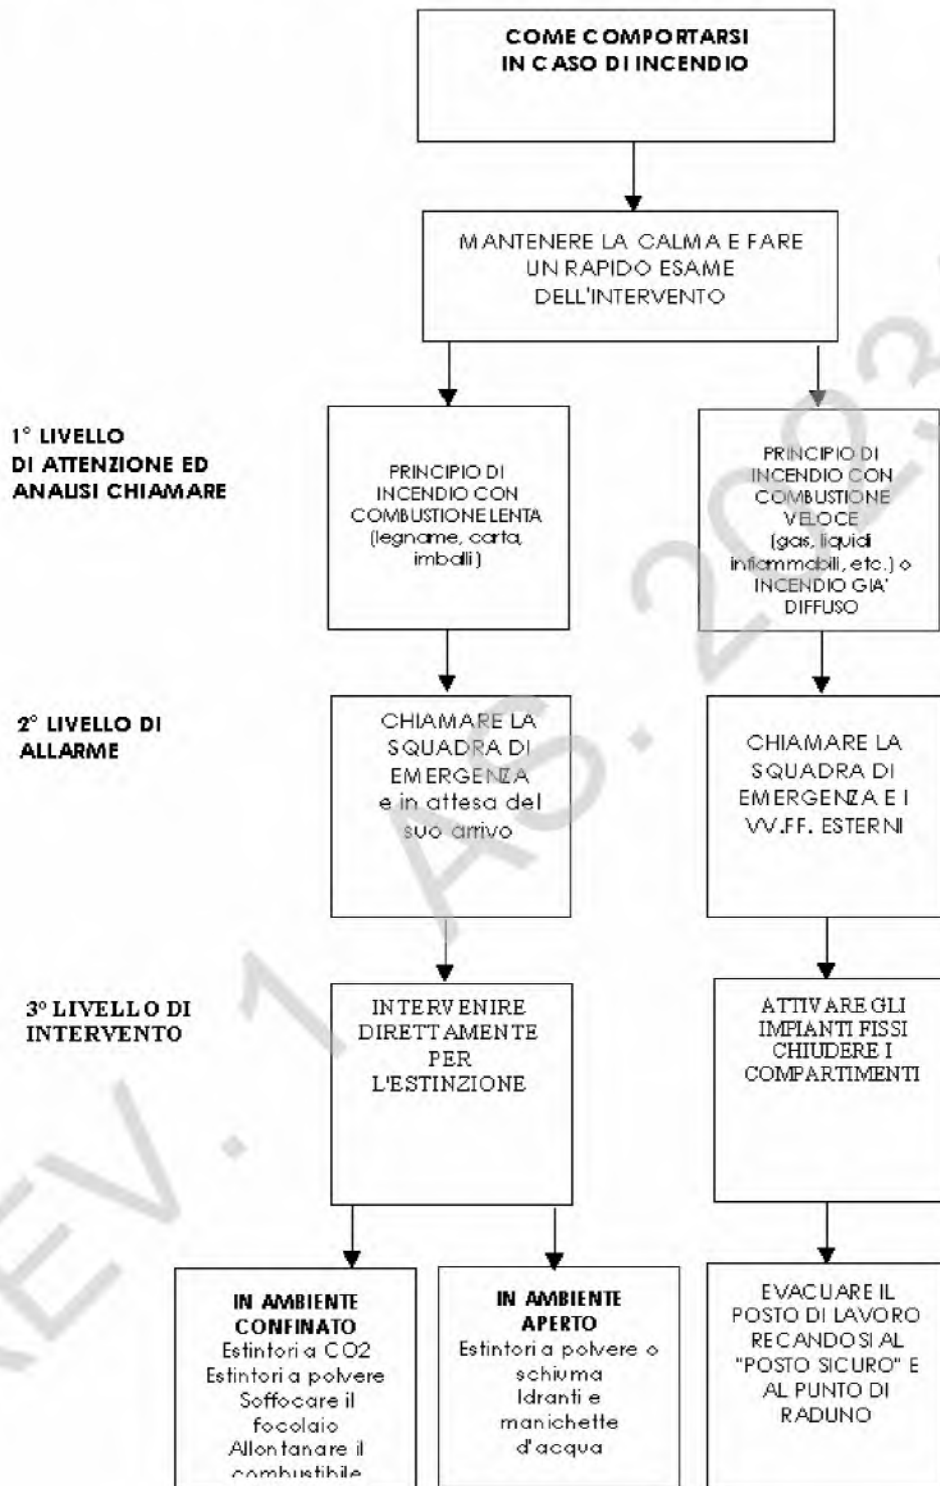 COME COMPORTARSI
IN CASO DI INCENDIO
MANTENERE LA CALMA E FARE
UN RAPIDO ESAME
DELL'INTERVENTO
1° LIVELLO
DI ATTENZIONE ED
ANALISI CHIAMARE
PRINCIPIO DI
INCENDIO CON
COMBUSTIONE LENTA
(legname, carta,
imballi)
PRINCIPIO DI
INCENDIO CON
COMBUSTIONE
VELOCE
(gas, liquidi
infiammabili, etc.) o
INCENDIO GIA'
DIFFUSO
2° LIVELLO DI
ALLARME
CHIAMARE LA
SQUADRA DI
EMERGENZA
e in attesa del
suo arrivo
CHIAMARE LA
SQUADRA DI
EMERGENZA E I
VV.FF. ESTERNI
3° LIVELLO DI
INTERVENTO
INTERVENIRE
DIRETTAMENTE
PER
L'ESTINZIONE
ATTIVARE GLI
IMPIANTI FISSI
CHIUDERE I
COMPARTIMENTI
IN AMBIENTE
CONFINATO
Estintori a CO2
Estintori a polvere
Soffocare il
focolaio
Allontanare il
combustibile
IN AMBIENTE
APERTO
Estintori a polvere o
schiuma
Idranti e
manichette
d'acqua
EVACUARE IL
POSTO DI LAVORO
RECANDOSI AL
"POSTO SICURO" E
AL PUNTO DI
RADUNO
REV. 1 AS. 2023